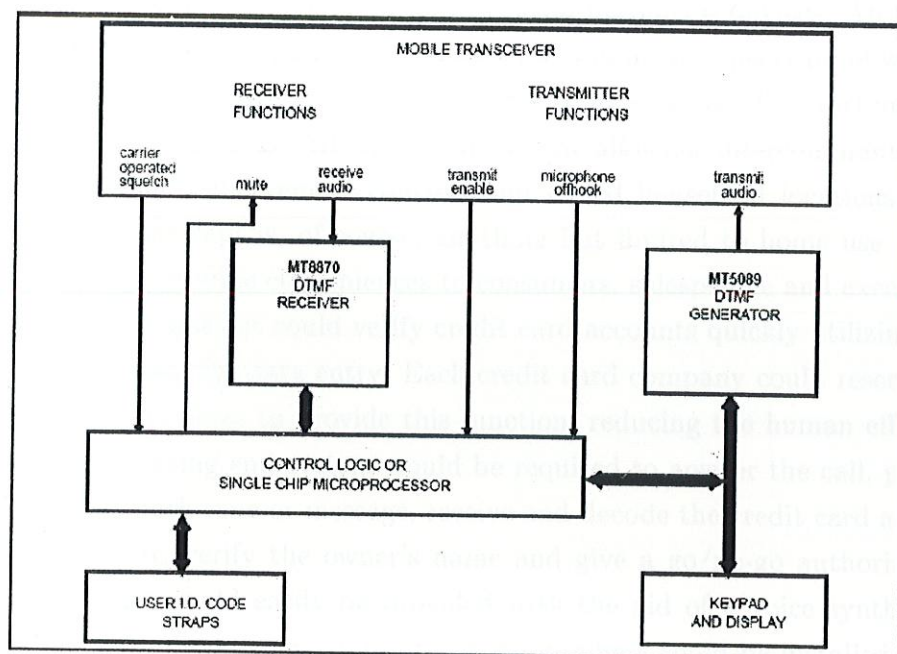 MOBILE TRANSCEIVER
RECEIVER
FUNCTIONS
TRANSMITTER
FUNCTIONS
carrier
operated
squelch
mute
receive
audio
transmit
enable
microphone
offhook
transmit
audio
MT8870
DTMF
RECEIVER
MT5089
DTMF
GENERATOR
CONTROL LOGIC OR
SINGLE CHIP MICROPROCESSOR
USER I.D. CODE
STRAPS
KEYPAD
AND DISPLAY